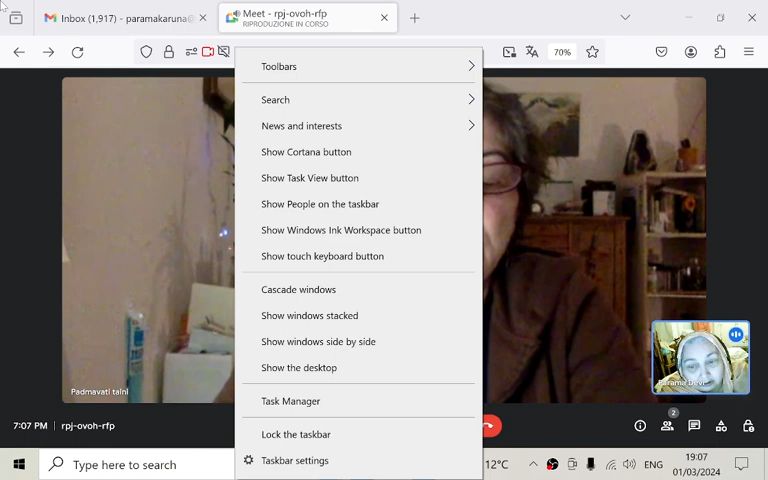 Inbox (1,917) - paramakaruna@
Meet - rpj-ovoh-rfp
RIPRODUZIONE IN CORSO
70%
Toolbars
Search
News and interests
Show Cortana button
Show Task View button
Show People on the taskbar
Show Windows Ink Workspace button
Show touch keyboard button
Cascade windows
Show windows stacked
Show windows side by side
Show the desktop
Task Manager
Lock the taskbar
Taskbar settings
Padmavati taini
Parama Devi
7:07 PM | rpj-ovoh-rfp
2
Type here to search
12°C
ENG
19:07
01/03/2024